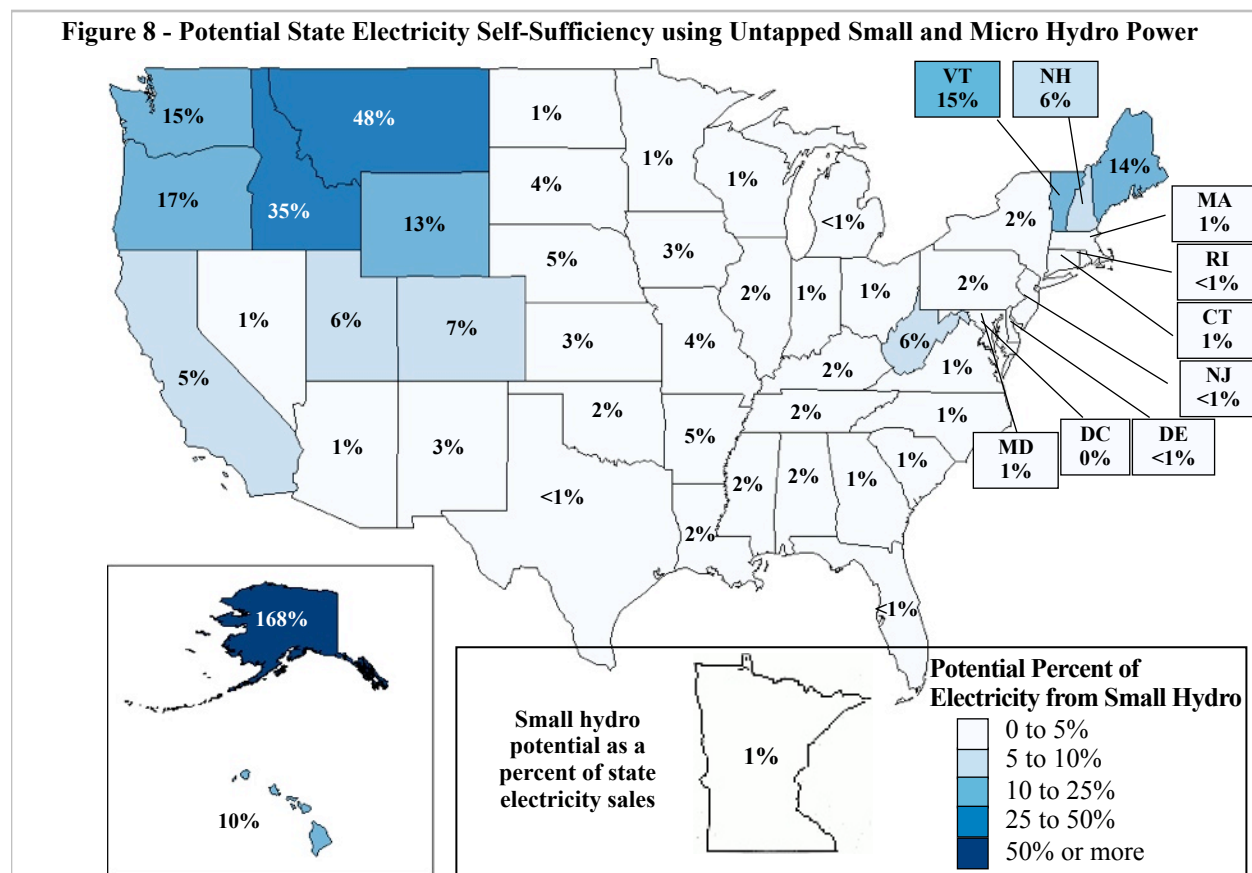 Figure 8 - Potential State Electricity Self-Sufficiency using Untapped Small and Micro Hydro Power
VT
15%
NH
6%
15%
48%
1%
1%
1%
14%
17%
35%
13%
4%
<1%
2%
MA
1%
5%
3%
RI
<1%
5%
1%
6%
7%
3%
4%
2%
1%
1%
2%
6%
1%
2%
CT
1%
NJ
<1%
1%
3%
2%
5%
2%
1%
MD
1%
DC
0%
DE
<1%
<1%
2%
2%
2%
1%
1%
<1%
168%
10%
Small hydro
potential as a
percent of state
electricity sales
1%
Potential Percent of
Electricity from Small Hydro
0 to 5%
5 to 10%
10 to 25%
25 to 50%
50% or more